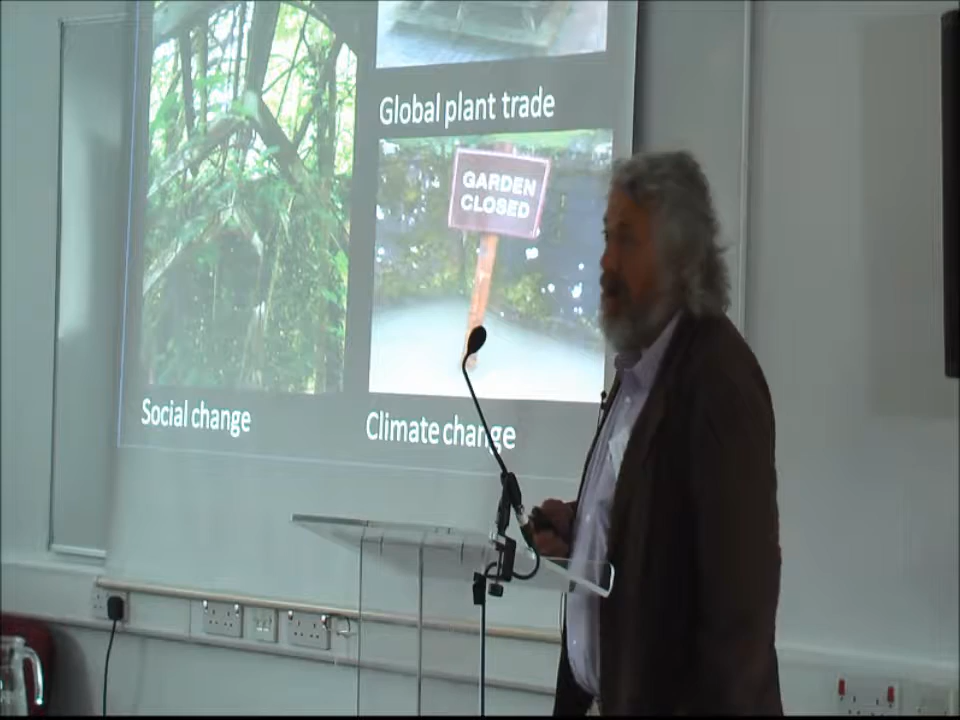 Global plant trade
GARDEN
CLOSED
Social change
Climate change